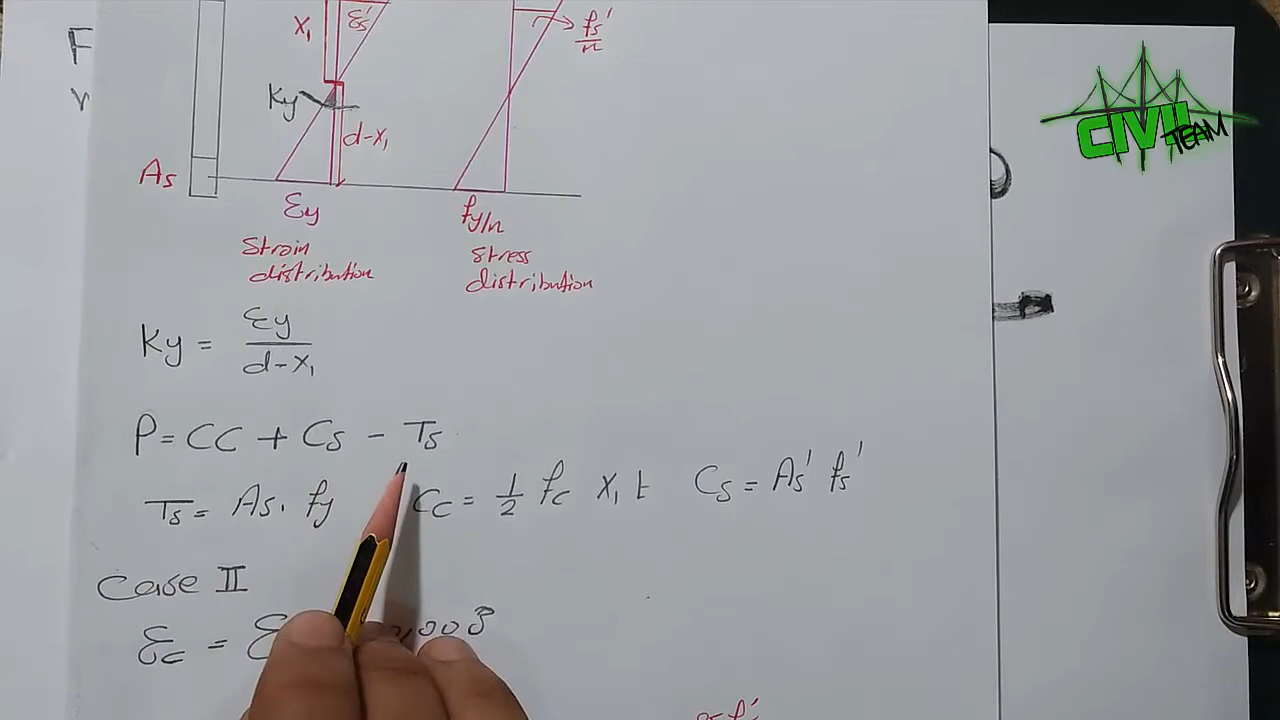 F
x₁ εs' fs'/n
Ky
d-x₁
As
εy fy/n
Strain distribution
Stress distribution
Ky = εy / d-x₁
P = CC + Cs - Ts
Ts = As. fy Cc = 1/2 fc x₁ t Cs = As' fs'
Case II
εc = ε 003
CIVIL TEAM